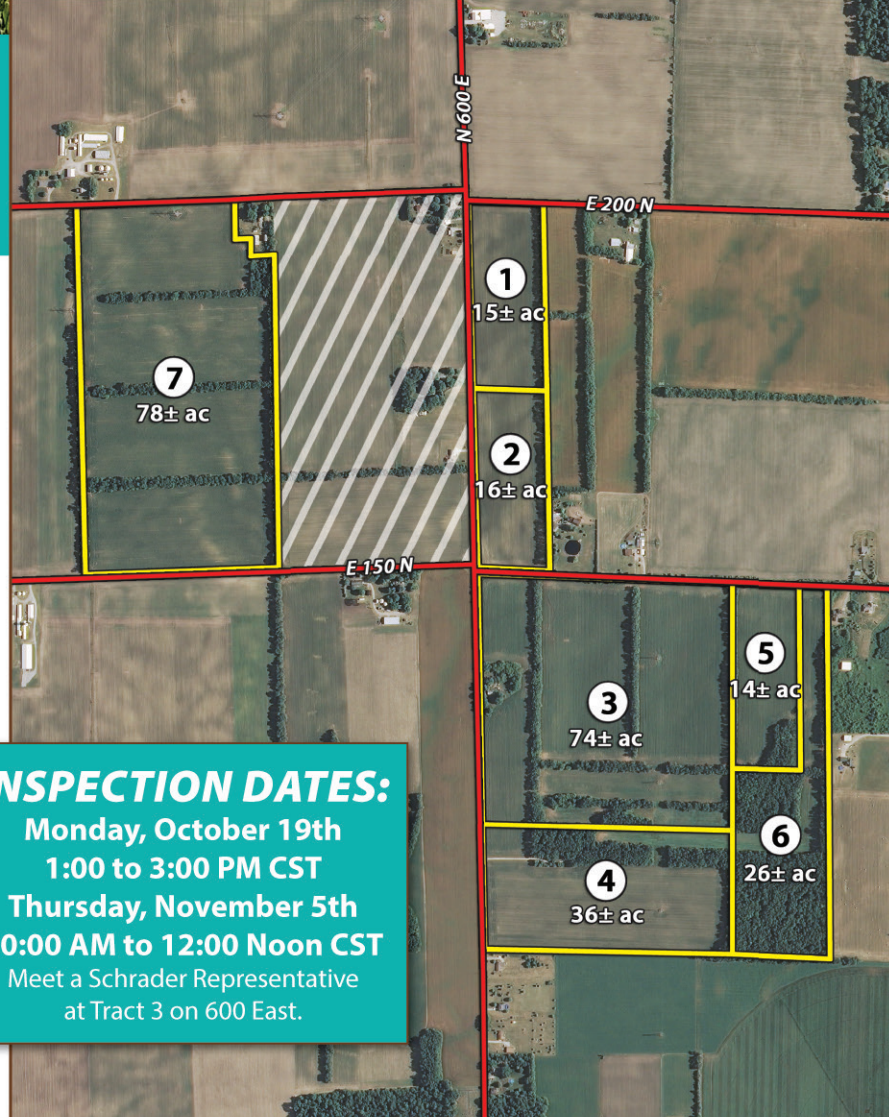 N 600 E
E 200 N
1
15± ac
7
78± ac
2
16± ac
E 150 N
5
14± ac
3
74± ac
6
26± ac
4
36± ac
NSPECTION DATES:
Monday, October 19th
1:00 to 3:00 PM CST
Thursday, November 5th
0:00 AM to 12:00 Noon CST
Meet a Schrader Representative
at Tract 3 on 600 East.